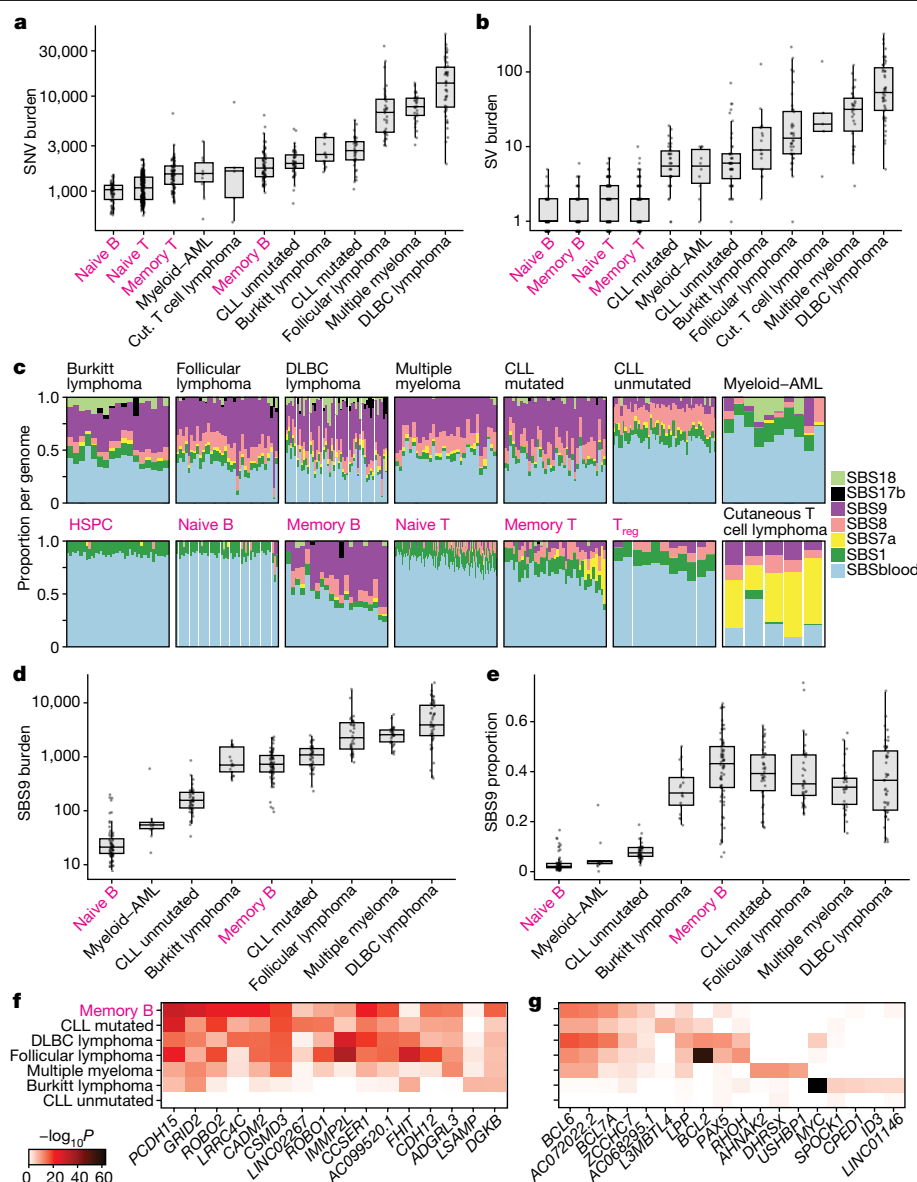 a
SNV burden
30,000
10,000
3,000
1,000
Naive B
Naive T
Memory T
Myeloid–AML
Cut. T cell lymphoma
Memory B
CLL unmutated
Burkitt lymphoma
CLL mutated
Follicular lymphoma
Multiple myeloma
DLBC lymphoma
b
SV burden
100
10
1
Naive B
Memory B
Naive T
Memory T
CLL mutated
Myeloid–AML
CLL unmutated
Burkitt lymphoma
Follicular lymphoma
Cut. T cell lymphoma
Multiple myeloma
DLBC lymphoma
c
Proportion per genome
Burkitt
lymphoma
Follicular
lymphoma
DLBC
lymphoma
Multiple
myeloma
CLL
mutated
CLL
unmutated
Myeloid–AML
1.0
0.5
0
HSPC
Naive B
Memory B
Naive T
Memory T
Treg
Cutaneous T
cell lymphoma
1.0
0.5
0
SBS18
SBS17b
SBS9
SBS8
SBS7a
SBS1
SBSblood
d
SBS9 burden
10,000
1,000
100
10
Naive B
Myeloid–AML
CLL unmutated
Burkitt lymphoma
Memory B
CLL mutated
Follicular lymphoma
Multiple myeloma
DLBC lymphoma
e
SBS9 proportion
0.6
0.4
0.2
0
Naive B
Myeloid–AML
CLL unmutated
Burkitt lymphoma
Memory B
CLL mutated
Follicular lymphoma
Multiple myeloma
DLBC lymphoma
f
Memory B
CLL mutated
DLBC lymphoma
Follicular lymphoma
Multiple myeloma
Burkitt lymphoma
CLL unmutated
PCDH15
GRID2
ROBO2
LRRC4C
CADM2
CSMD3
LINC02267
ROBO1
IMMP2L
CCSER1
AC099520.1
FHIT
CDH12
ADGRL3
LSAMP
DGKB
–log10P
0 20 40 60
g
BCL6
AC072022.2
BCL7A
ZCCHC7
AC068295.1
L3MBTL4
LPP
BCL2
PAX5
RHOH
AHNAK2
DHRSX
USHBP1
MYC
SPOCK1
CPED1
ID3
LINC01146